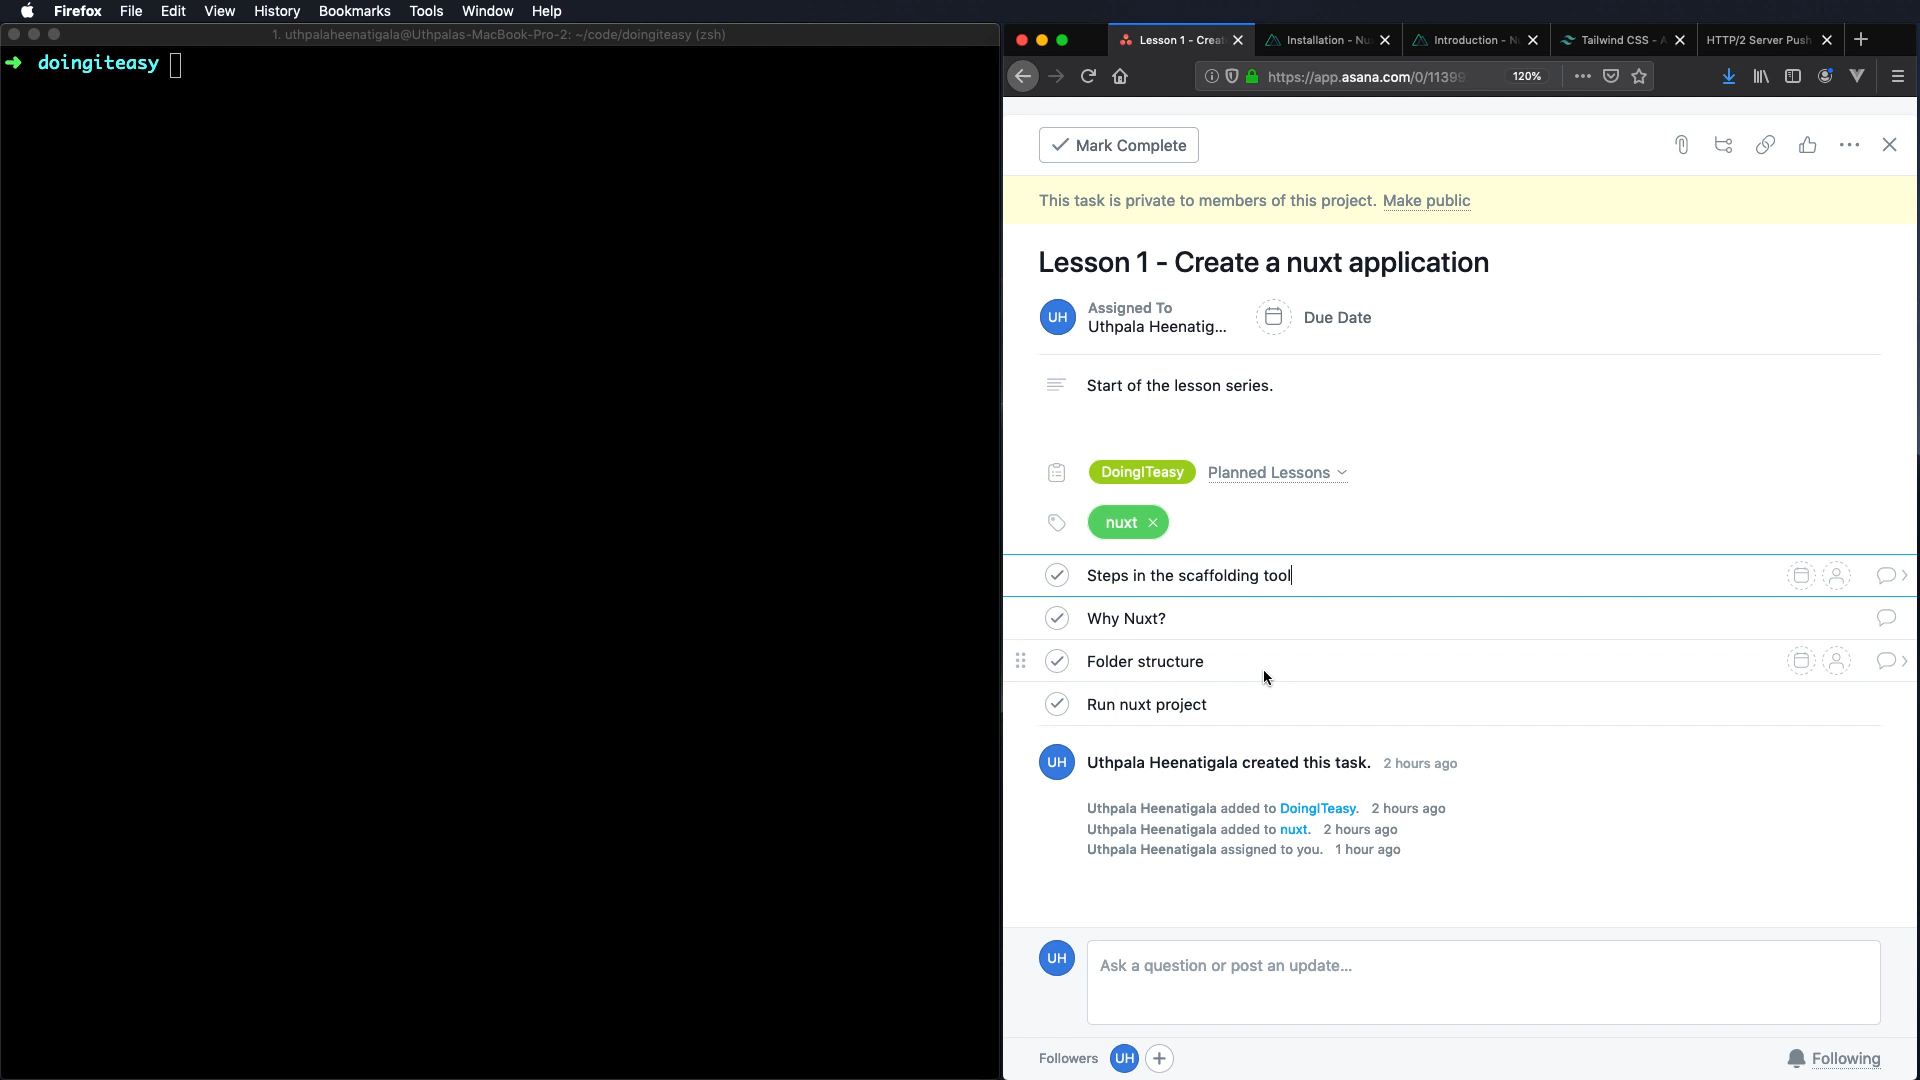 Firefox File Edit View History Bookmarks Tools Window Help
1. uthpalaheenatigala@Uthpalas-MacBook-Pro-2: ~/code/doingiteasy (zsh)
➜ doingiteasy
Lesson 1 - Creat
Installation - Nu
Introduction - N
Tailwind CSS - A
HTTP/2 Server Push
https://app.asana.com/0/11399
120%
Mark Complete
This task is private to members of this project. Make public
Lesson 1 - Create a nuxt application
UH
Assigned To
Uthpala Heenatig...
Due Date
Start of the lesson series.
DoingITeasy Planned Lessons
nuxt
Steps in the scaffolding tool
Why Nuxt?
Folder structure
Run nuxt project
UH Uthpala Heenatigala created this task. 2 hours ago
Uthpala Heenatigala added to DoingITeasy. 2 hours ago
Uthpala Heenatigala added to nuxt. 2 hours ago
Uthpala Heenatigala assigned to you. 1 hour ago
UH Ask a question or post an update...
Followers UH Following